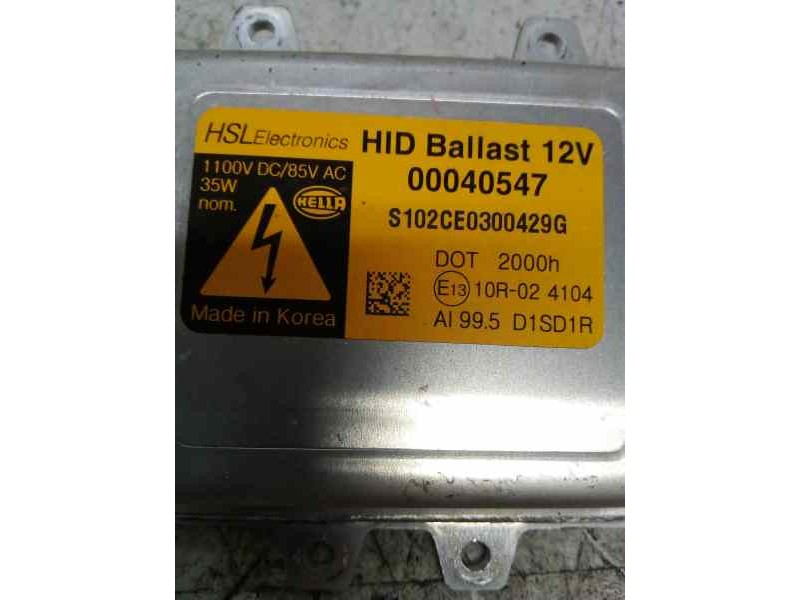 HSLElectronics
HID Ballast 12V
00040547
1100V DC/85V AC
35W
nom.
HELLA
S102CE0300429G
DOT 2000h
E13 10R-02 4104
Al 99.5 D1SD1R
Made in Korea